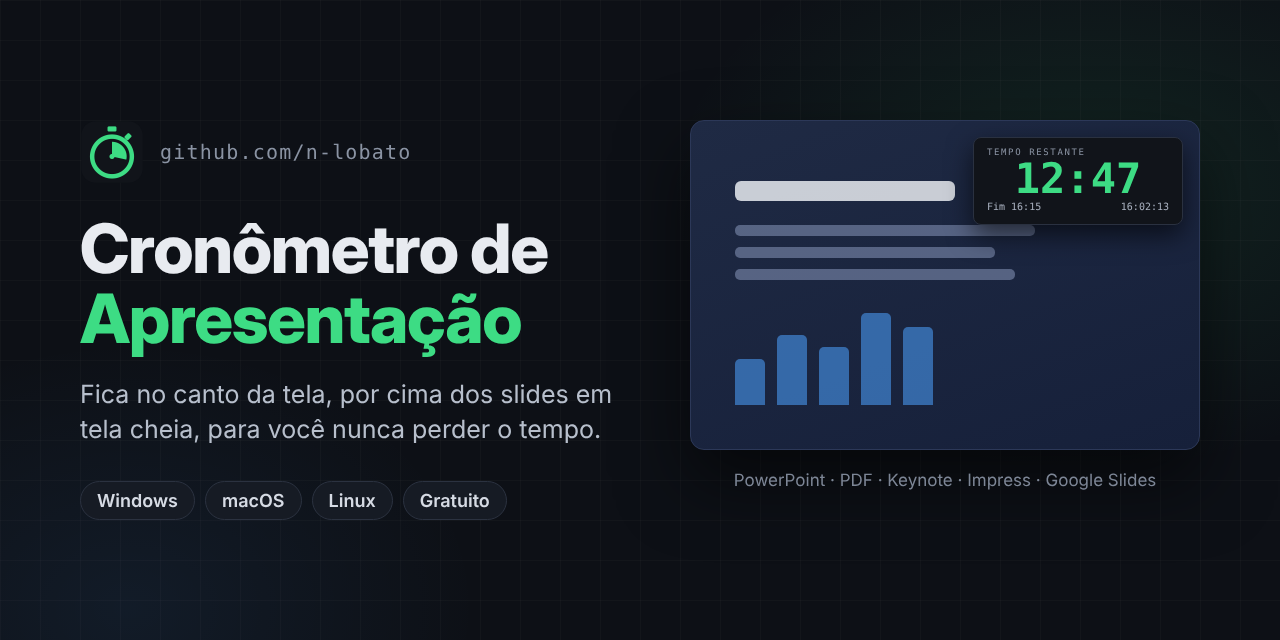 github.com/n-lobato
Cronômetro de
Apresentação
Fica no canto da tela, por cima dos slides em
tela cheia, para você nunca perder o tempo.
Windows macOS Linux Gratuito
TEMPO RESTANTE
12:47
Fim 16:15 16:02:13
PowerPoint · PDF · Keynote · Impress · Google Slides